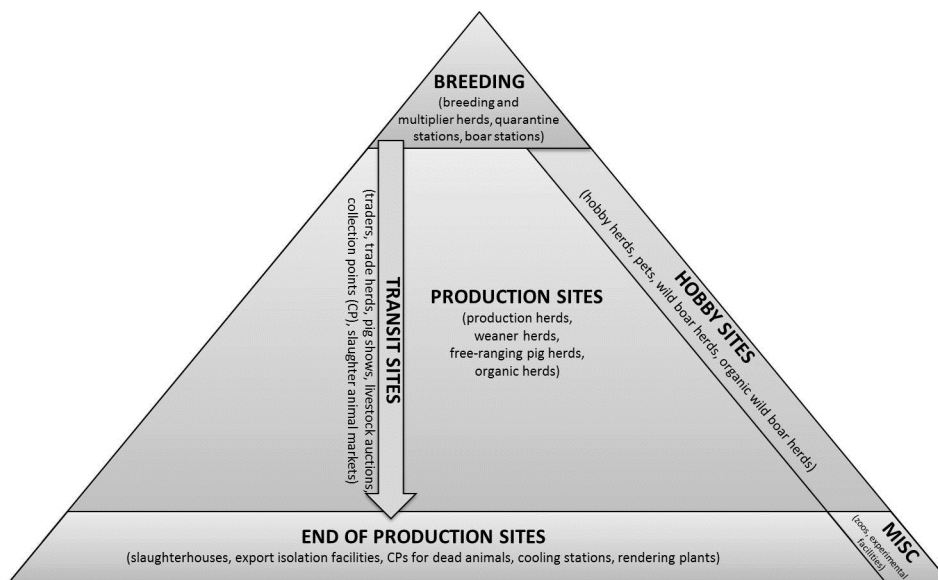 BREEDING
(breeding and
multiplier herds, quarantine
stations, boar stations)
TRANSIT SITES
(traders, trade herds, pig shows, livestock auctions,
collection points (CP), slaughter animal markets)
PRODUCTION SITES
(production herds,
weaner herds,
free-ranging pig herds,
organic herds)
HOBBY SITES
(hobby herds, pets, wild boar herds, organic wild boar herds)
END OF PRODUCTION SITES
(slaughterhouses, export isolation facilities, CPs for dead animals, cooling stations, rendering plants)
MISC
(zoos, experimental
facilities)